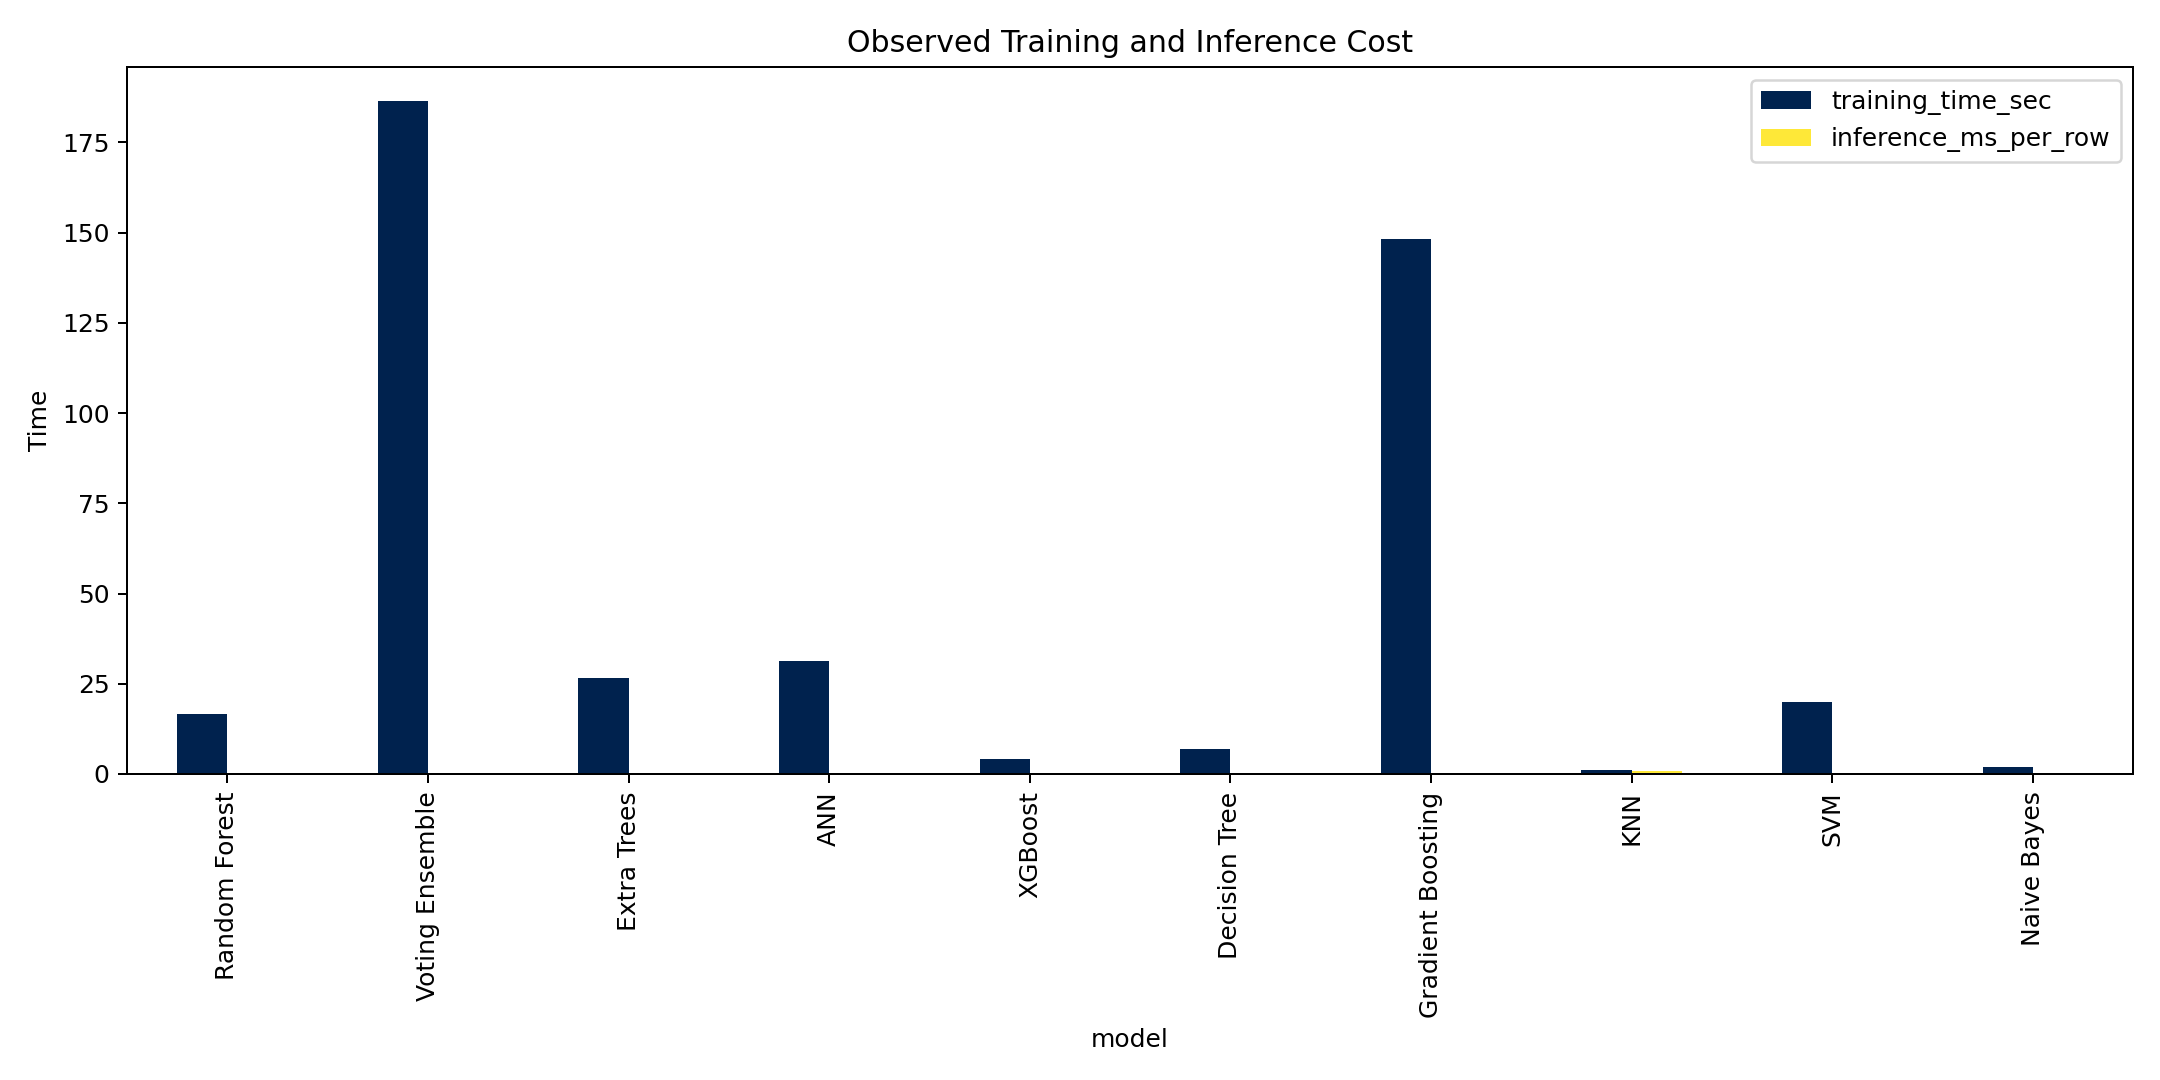 Observed Training and Inference Cost
training_time_sec
inference_ms_per_row
Time
175
150
125
100
75
50
25
0
Random Forest
Voting Ensemble
Extra Trees
ANN
XGBoost
Decision Tree
Gradient Boosting
KNN
SVM
Naive Bayes
model